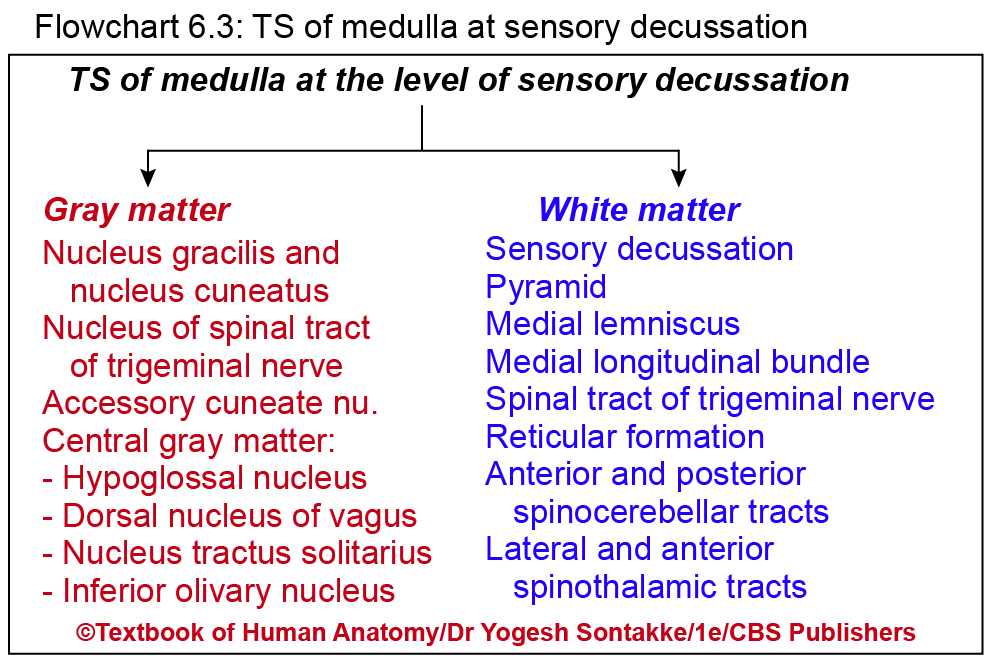 Flowchart 6.3: TS of medulla at sensory decussation
TS of medulla at the level of sensory decussation
Gray matter
Nucleus gracilis and
nucleus cuneatus
Nucleus of spinal tract
of trigeminal nerve
Accessory cuneate nu.
Central gray matter:
- Hypoglossal nucleus
- Dorsal nucleus of vagus
- Nucleus tractus solitarius
- Inferior olivary nucleus
White matter
Sensory decussation
Pyramid
Medial lemniscus
Medial longitudinal bundle
Spinal tract of trigeminal nerve
Reticular formation
Anterior and posterior
spinocerebellar tracts
Lateral and anterior
spinothalamic tracts
©Textbook of Human Anatomy/Dr Yogesh Sontakke/1e/CBS Publishers